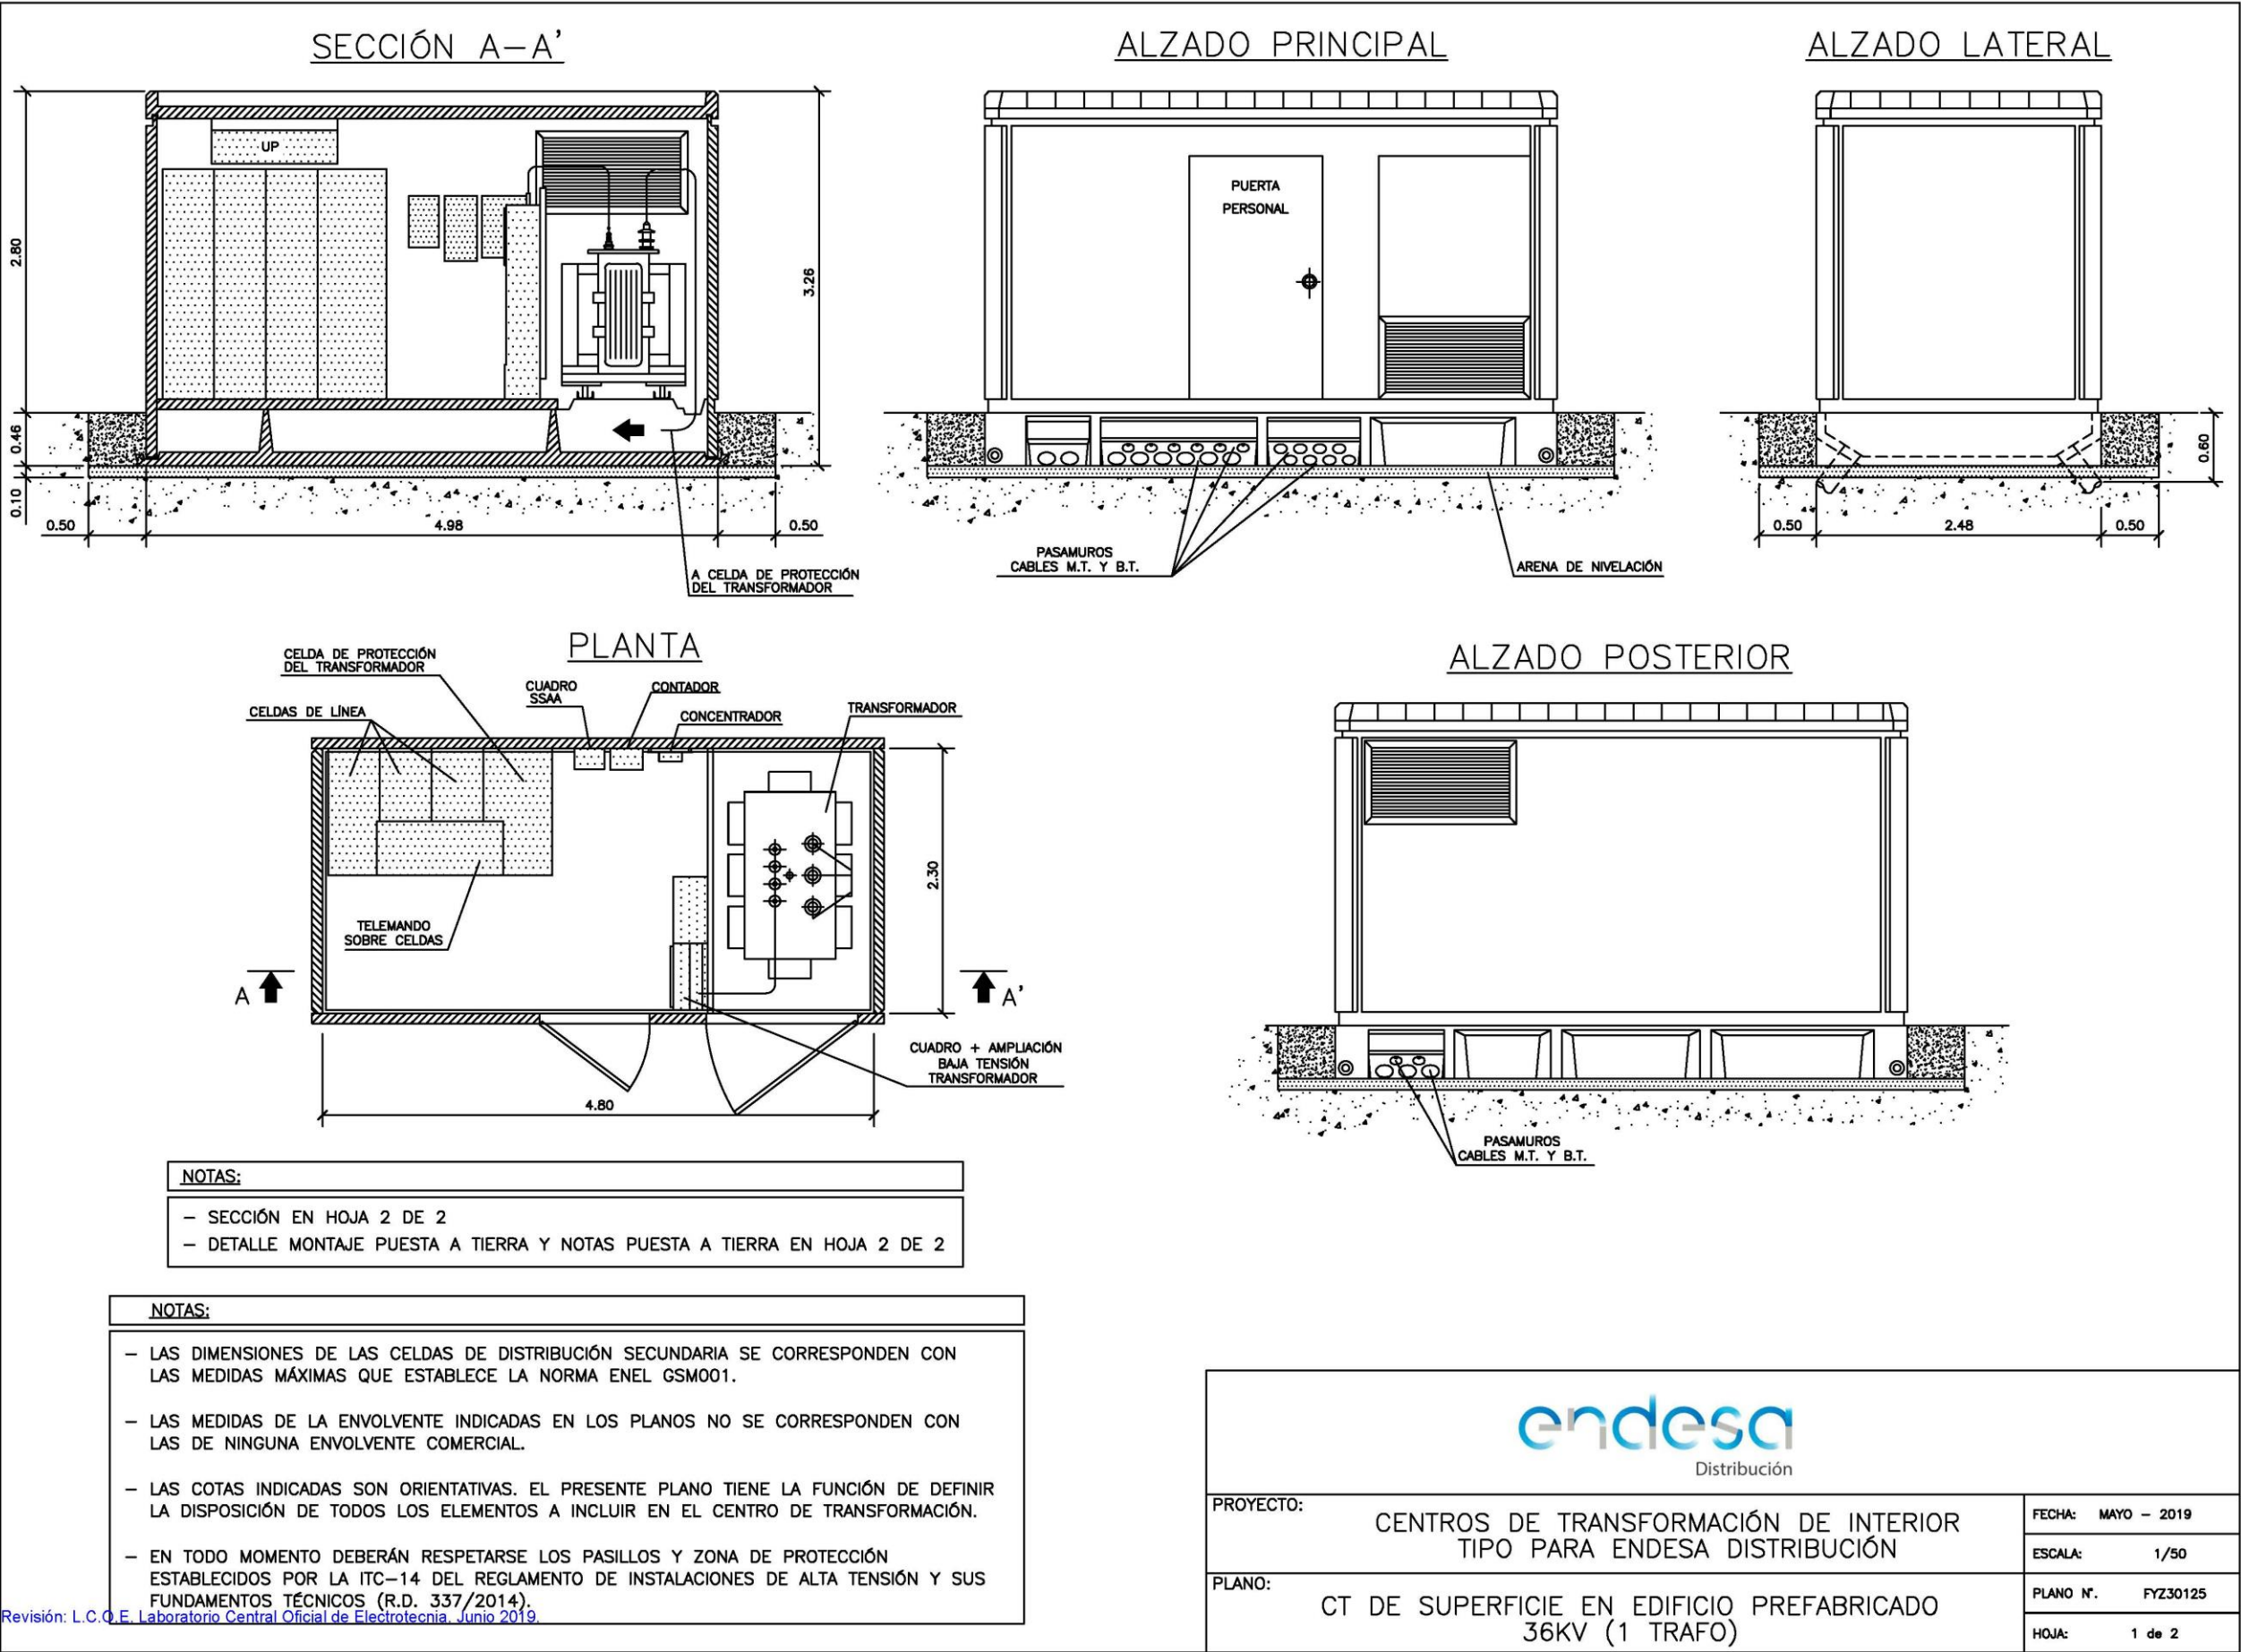 SECCIÓN A-A'
ALZADO PRINCIPAL
ALZADO LATERAL
UP
2.80
3.26
0.46
0.10
0.50
4.98
0.50
A CELDA DE PROTECCIÓN
DEL TRANSFORMADOR
PUERTA
PERSONAL
PASAMUROS
CABLES M.T. Y B.T.
ARENA DE NIVELACIÓN
0.60
0.50
2.48
0.50
PLANTA
CELDA DE PROTECCIÓN
DEL TRANSFORMADOR
CELDAS DE LÍNEA
CUADRO
SSAA
CONTADOR
CONCENTRADOR
TRANSFORMADOR
2.30
TELEMANDO
SOBRE CELDAS
A
A'
CUADRO + AMPLIACIÓN
BAJA TENSIÓN
TRANSFORMADOR
4.80
ALZADO POSTERIOR
PASAMUROS
CABLES M.T. Y B.T.
NOTAS:
- SECCIÓN EN HOJA 2 DE 2
- DETALLE MONTAJE PUESTA A TIERRA Y NOTAS PUESTA A TIERRA EN HOJA 2 DE 2
NOTAS:
- LAS DIMENSIONES DE LAS CELDAS DE DISTRIBUCIÓN SECUNDARIA SE CORRESPONDEN CON
LAS MEDIDAS MÁXIMAS QUE ESTABLECE LA NORMA ENEL GSM001.
- LAS MEDIDAS DE LA ENVOLVENTE INDICADAS EN LOS PLANOS NO SE CORRESPONDEN CON
LAS DE NINGUNA ENVOLVENTE COMERCIAL.
- LAS COTAS INDICADAS SON ORIENTATIVAS. EL PRESENTE PLANO TIENE LA FUNCIÓN DE DEFINIR
LA DISPOSICIÓN DE TODOS LOS ELEMENTOS A INCLUIR EN EL CENTRO DE TRANSFORMACIÓN.
- EN TODO MOMENTO DEBERÁN RESPETARSE LOS PASILLOS Y ZONA DE PROTECCIÓN
ESTABLECIDOS POR LA ITC-14 DEL REGLAMENTO DE INSTALACIONES DE ALTA TENSIÓN Y SUS
FUNDAMENTOS TÉCNICOS (R.D. 337/2014).
Revisión: L.C.O.E. Laboratorio Central Oficial de Electrotecnia. Junio 2019.
endesa
Distribución
PROYECTO:
CENTROS DE TRANSFORMACIÓN DE INTERIOR
TIPO PARA ENDESA DISTRIBUCIÓN
FECHA: MAYO - 2019
ESCALA: 1/50
PLANO:
CT DE SUPERFICIE EN EDIFICIO PREFABRICADO
36KV (1 TRAFO)
PLANO Nº. FYZ30125
HOJA: 1 de 2